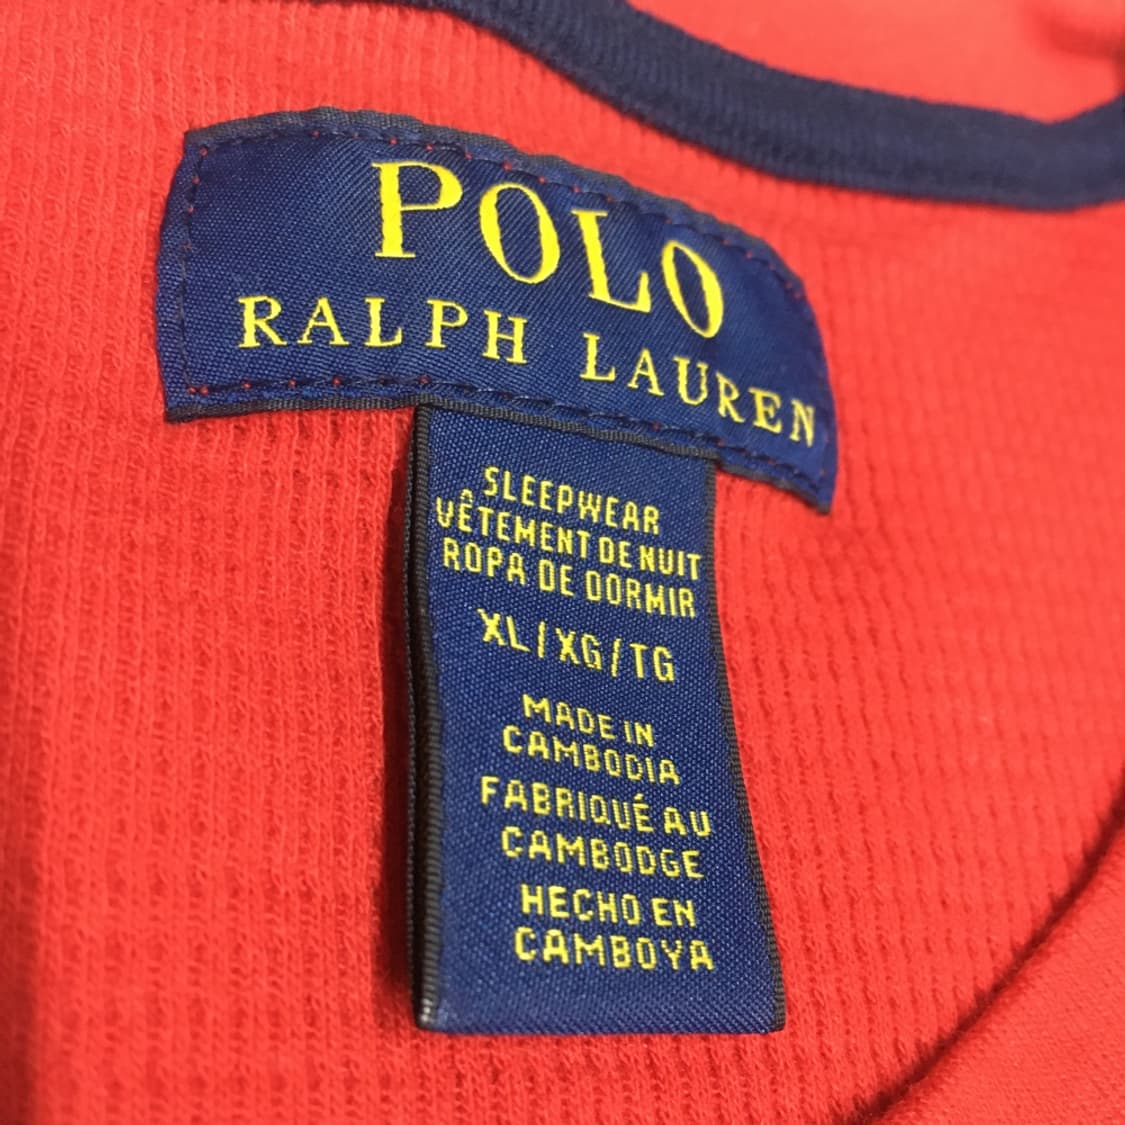 POLO
RALPH LAUREN
SLEEPWEAR
VÊTEMENT DE NUIT
ROPA DE DORMIR
XL/XG/TG
MADE IN
CAMBODIA
FABRIQUÉ AU
CAMBODGE
HECHO EN
CAMBOYA